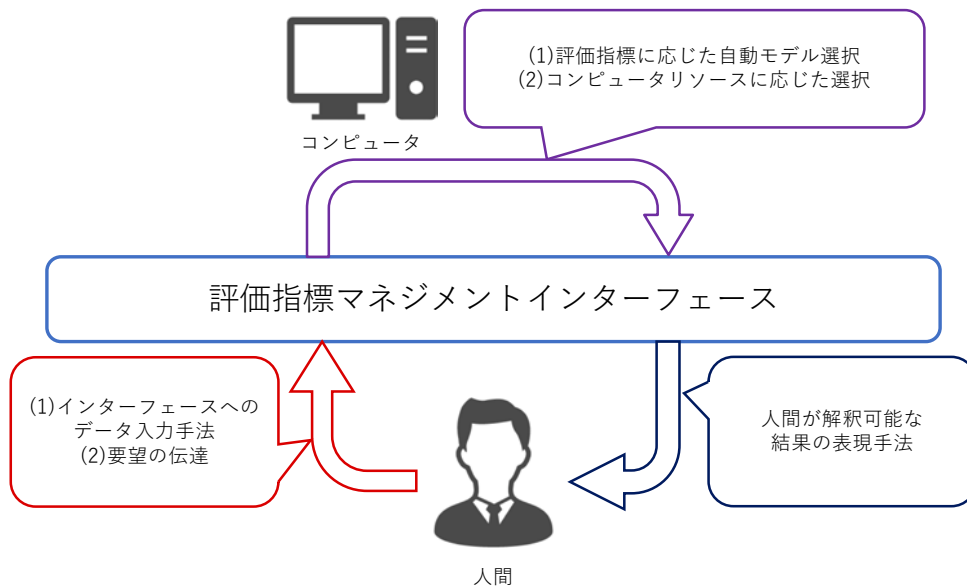 (1)評価指標に応じた自動モデル選択
(2)コンピュータリソースに応じた選択
コンピュータ
評価指標マネジメントインターフェース
(1)インターフェースへの
データ入力手法
(2)要望の伝達
人間が解釈可能な
結果の表現手法
人間